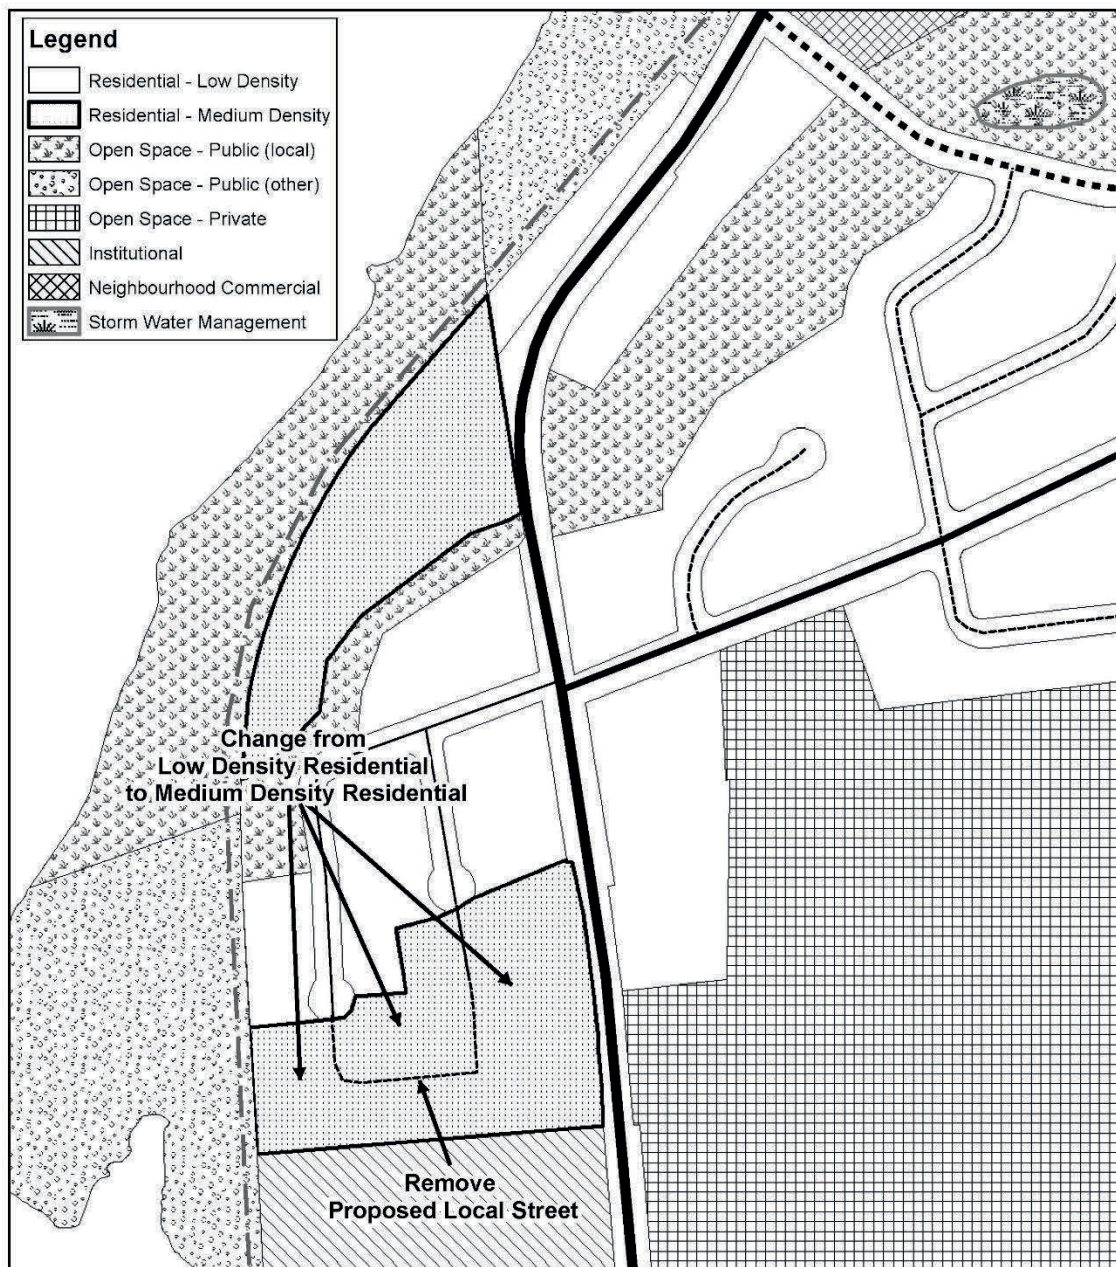 Legend
Residential - Low Density
Residential - Medium Density
Open Space - Public (local)
Open Space - Public (other)
Open Space - Private
Institutional
Neighbourhood Commercial
Storm Water Management
Change from
Low Density Residential
to Medium Density Residential
Remove
Proposed Local Street